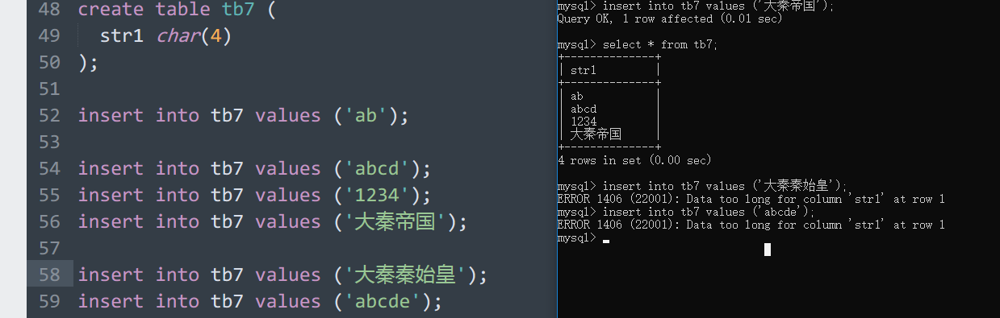 48 create table tb7 (
49 str1 char(4)
50 );
51
52 insert into tb7 values ('ab');
53
54 insert into tb7 values ('abcd');
55 insert into tb7 values ('1234');
56 insert into tb7 values ('大秦帝国');
57
58 insert into tb7 values ('大秦秦始皇');
59 insert into tb7 values ('abcde');
mysql> insert into tb7 values ('大秦帝国');
Query OK, 1 row affected (0.01 sec)
mysql> select * from tb7;
+--------------+
| str1         |
+--------------+
| ab           |
| abcd         |
| 1234         |
| 大秦帝国     |
+--------------+
4 rows in set (0.00 sec)
mysql> insert into tb7 values ('大秦秦始皇');
ERROR 1406 (22001): Data too long for column 'str1' at row 1
mysql> insert into tb7 values ('abcde');
ERROR 1406 (22001): Data too long for column 'str1' at row 1
mysql>